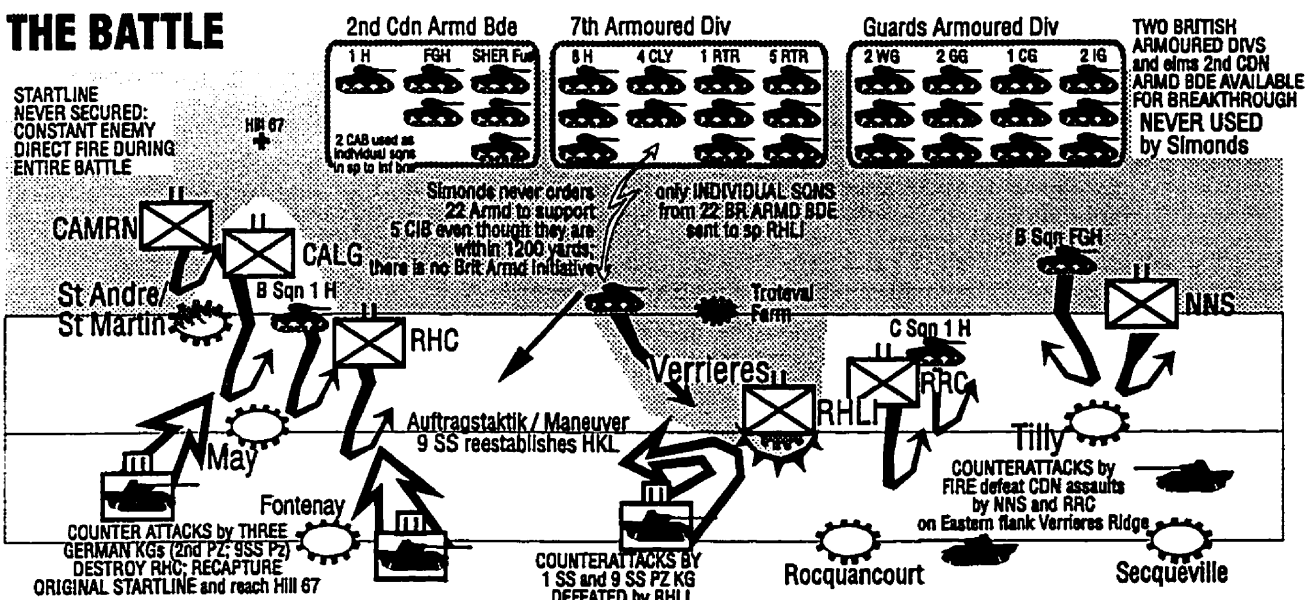 THE BATTLE
STARTLINE
NEVER SECURED:
CONSTANT ENEMY
DIRECT FIRE DURING
ENTIRE BATTLE
Hill 67
2nd Cdn Armd Bde
1 H FGH SHER Fus
2 CAB used as
individual sqns
in sp to inf bns
7th Armoured Div
8 H 4 CLY 1 RTR 5 RTR
Guards Armoured Div
2 WG 2 GG 1 CG 2 IG
TWO BRITISH
ARMOURED DIVS
and elms 2nd CDN
ARMD BDE AVAILABLE
FOR BREAKTHROUGH
NEVER USED
by Simonds
Simonds never orders
22 Armd to support
5 CIB even though they are
within 1200 yards;
there is no Brit Armd initiative
only INDIVIDUAL SQNS
from 22 BR ARMD BDE
sent to sp RHLI
CAMRN
CALG
St Andre/
St Martin
B Sqn 1 H
RHC
Troteval
Farm
B Sqn FGH
NNS
C Sqn 1 H
RRC
Verrieres
RHLI
Auftragstaktik / Maneuver
9 SS reestablishes HKL
May
Fontenay
Tilly
COUNTERATTACKS by
FIRE defeat CDN assaults
by NNS and RRC
on Eastern flank Verrieres Ridge
COUNTER ATTACKS by THREE
GERMAN KGs (2nd PZ; 9SS Pz)
DESTROY RHC; RECAPTURE
ORIGINAL STARTLINE and reach Hill 67
COUNTERATTACKS BY
1 SS and 9 SS PZ KG
DEFEATED by RHLI
Rocquancourt
Secqueville